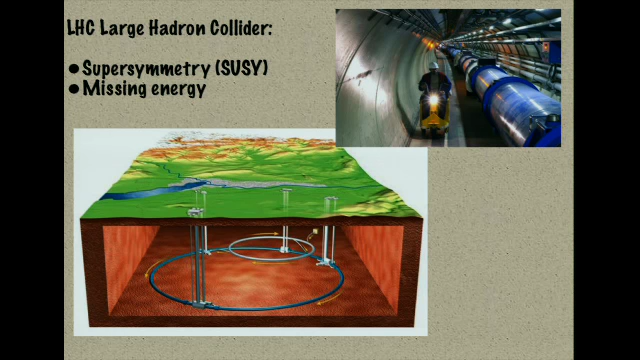 LHC Large Hadron Collider:
● Supersymmetry (SUSY)
● Missing energy